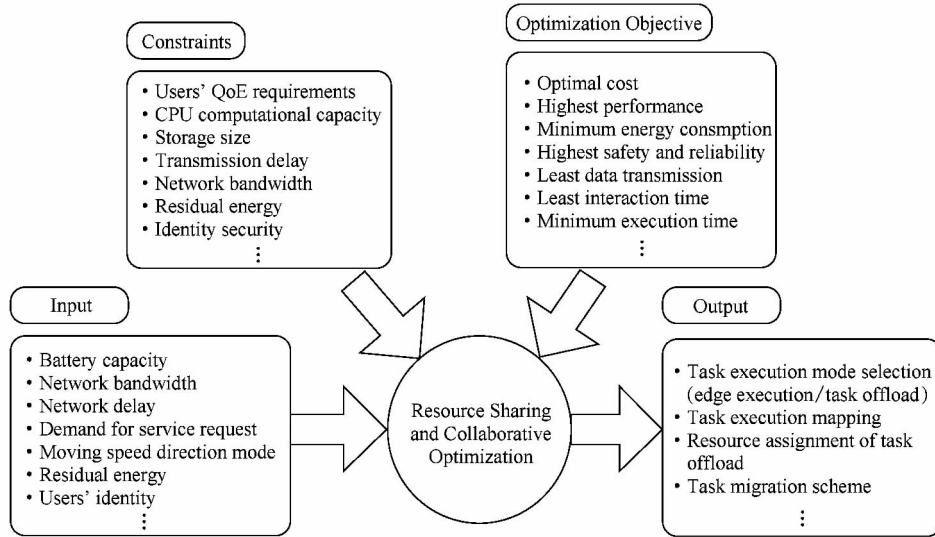 Constraints
• Users' QoE requirements
• CPU computational capacity
• Storage size
• Transmission delay
• Network bandwidth
• Residual energy
• Identity security
⋮
Optimization Objective
• Optimal cost
• Highest performance
• Minimum energy consmption
• Highest safety and reliability
• Least data transmission
• Least interaction time
• Minimum execution time
⋮
Input
• Battery capacity
• Network bandwidth
• Network delay
• Demand for service request
• Moving speed direction mode
• Residual energy
• Users' identity
⋮
Resource Sharing
and Collaborative
Optimization
Output
• Task execution mode selection
(edge execution/task offload)
• Task execution mapping
• Resource assignment of task
offload
• Task migration scheme
⋮